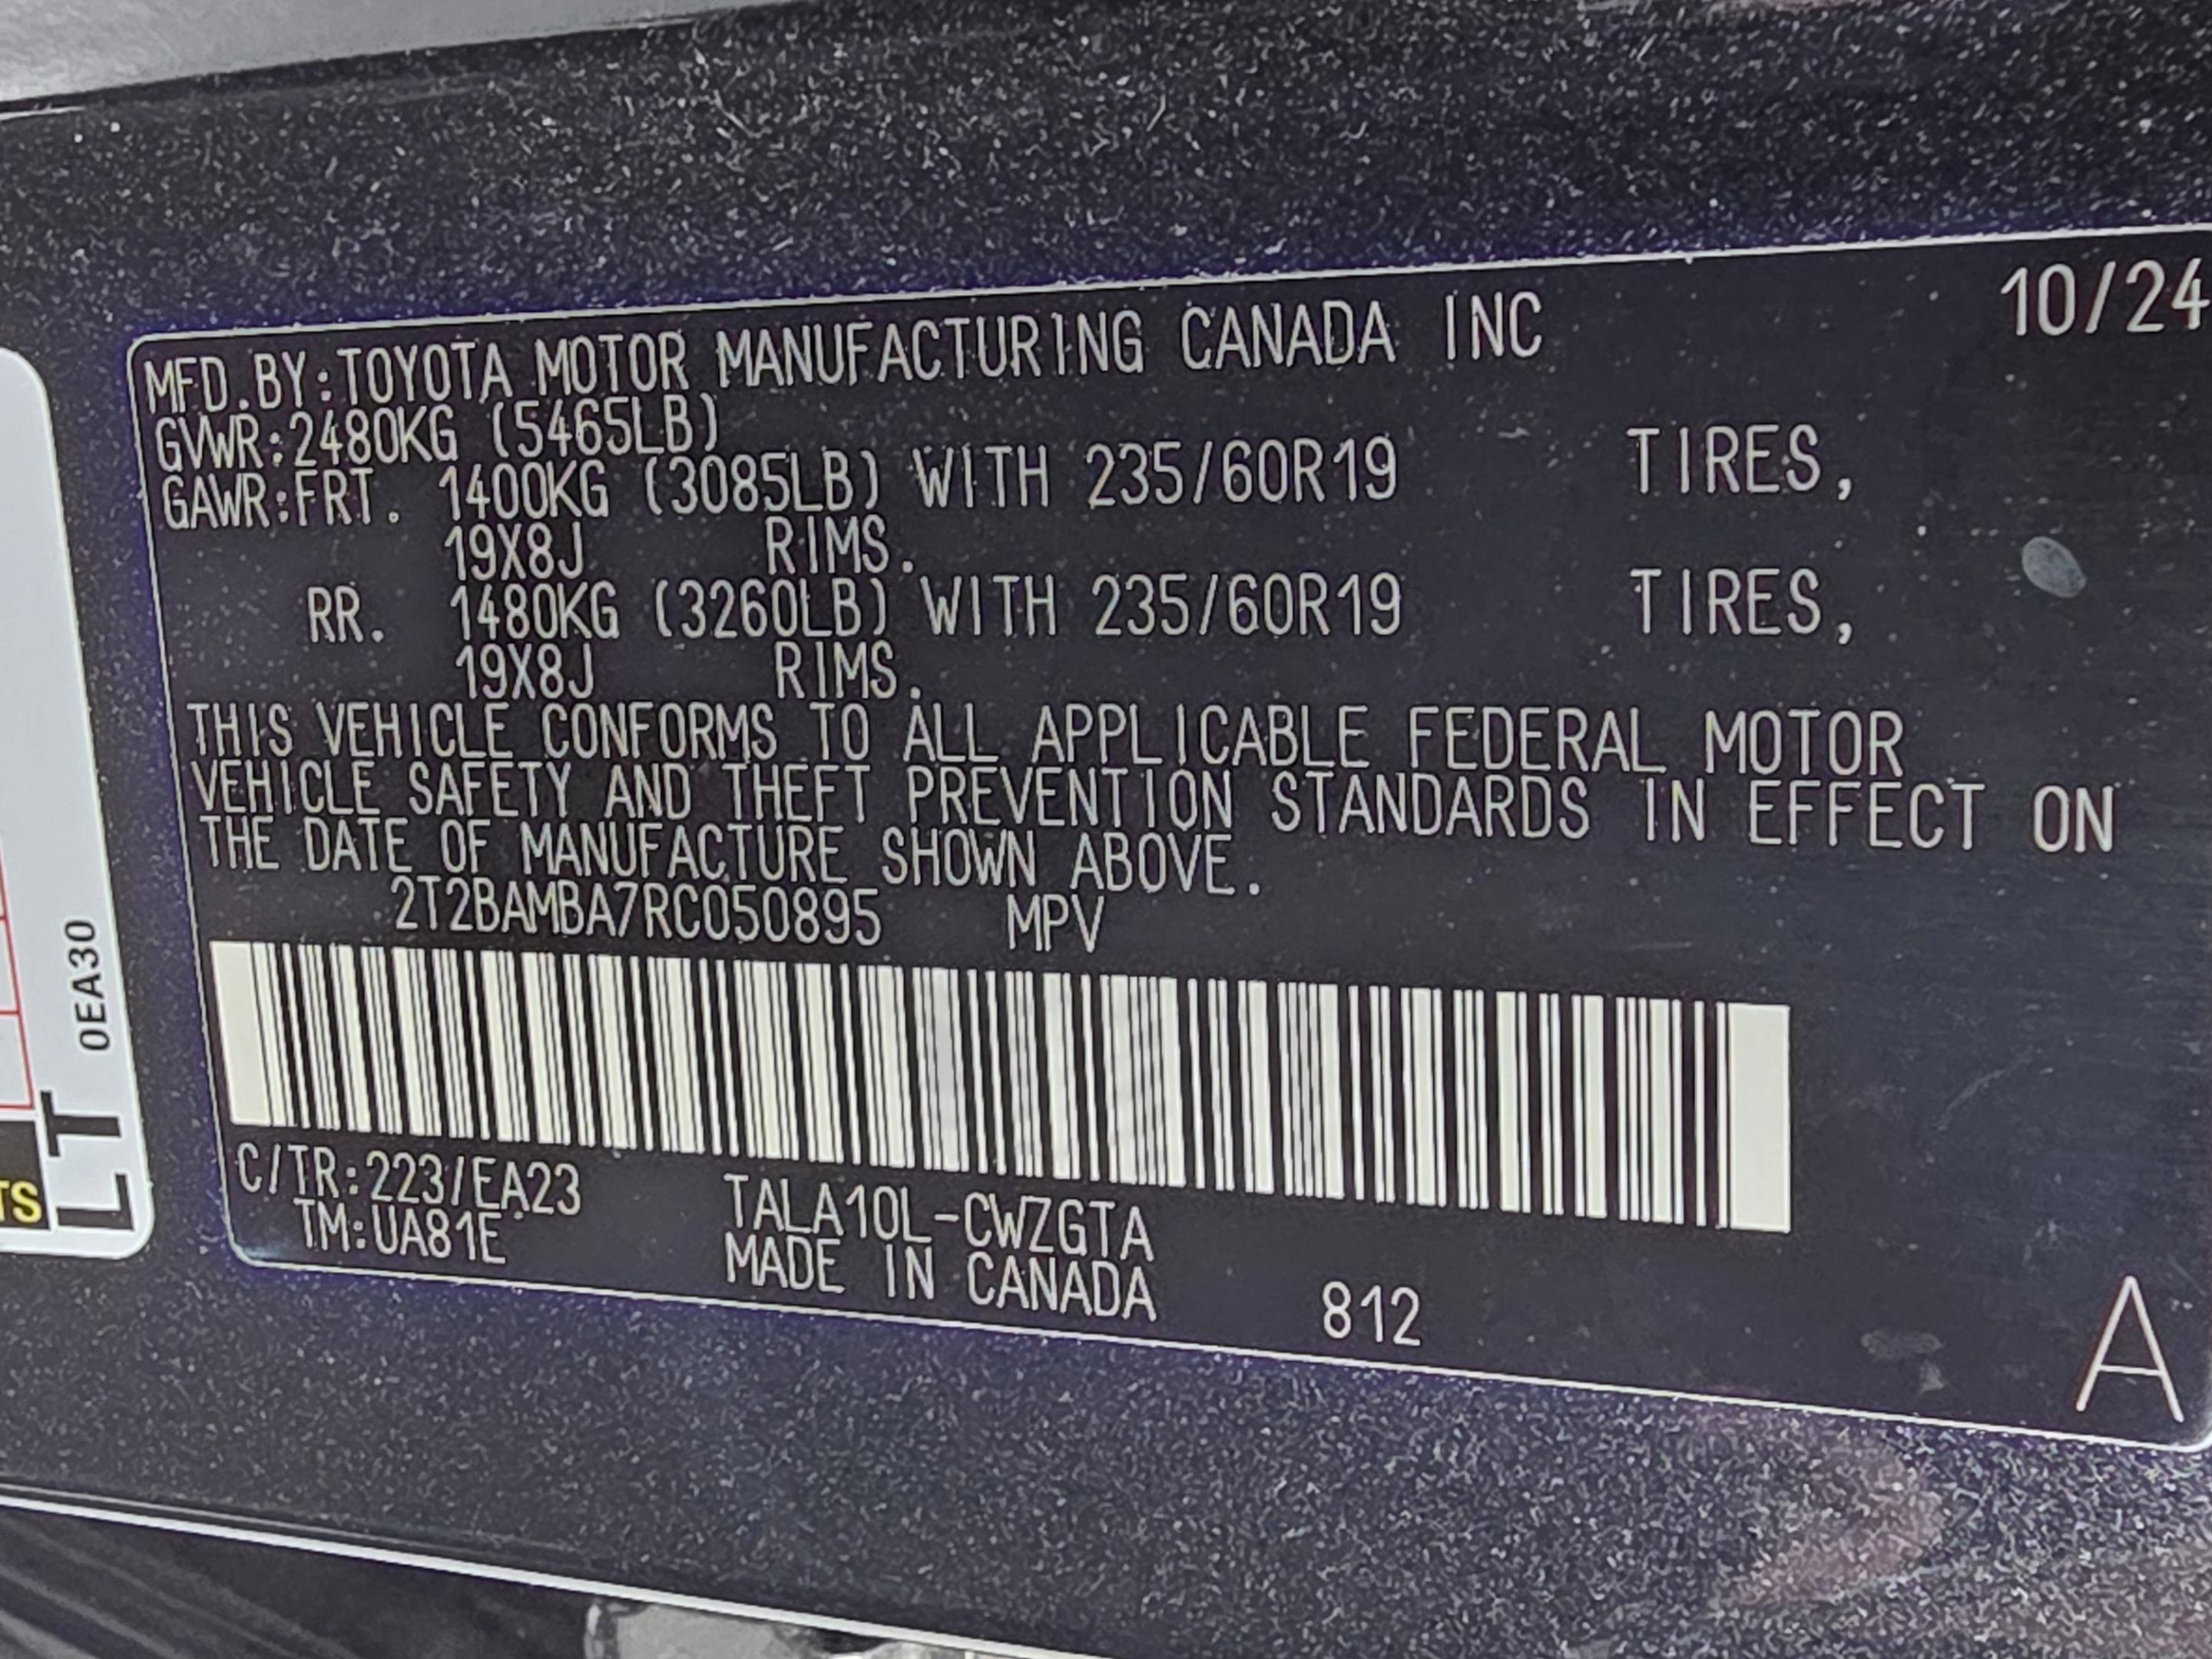 10/24
MFD.BY:TOYOTA MOTOR MANUFACTURING CANADA INC
GVWR:2480KG (5465LB)
GAWR:FRT. 1400KG (3085LB) WITH 235/60R19 TIRES,
19X8J RIMS.
RR. 1480KG (3260LB) WITH 235/60R19 TIRES,
19X8J RIMS.
THIS VEHICLE CONFORMS TO ALL APPLICABLE FEDERAL MOTOR
VEHICLE SAFETY AND THEFT PREVENTION STANDARDS IN EFFECT ON
THE DATE OF MANUFACTURE SHOWN ABOVE.
2T2BAMBA7RC050895 MPV
C/TR:223/EA23 TALA10L-CWZGTA
TM:UA81E MADE IN CANADA 812
A
0EA30
LT
TS